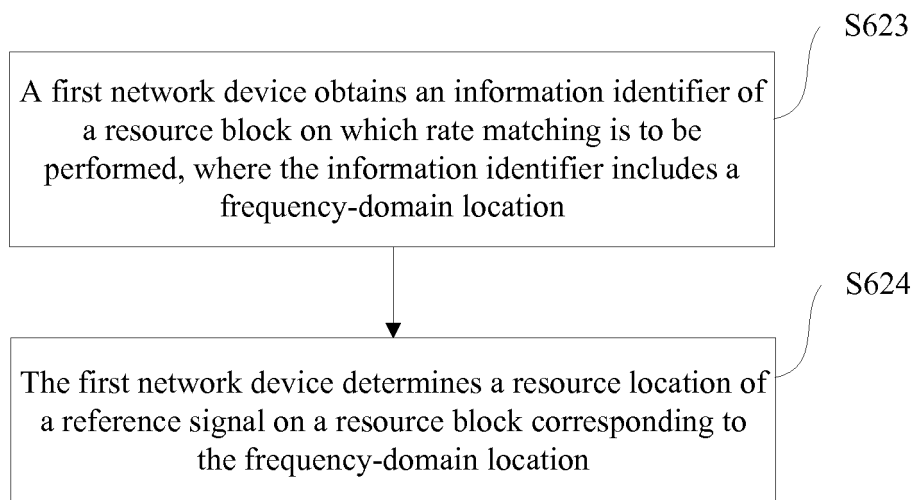 S623
A first network device obtains an information identifier of
a resource block on which rate matching is to be
performed, where the information identifier includes a
frequency-domain location
S624
The first network device determines a resource location of
a reference signal on a resource block corresponding to
the frequency-domain location